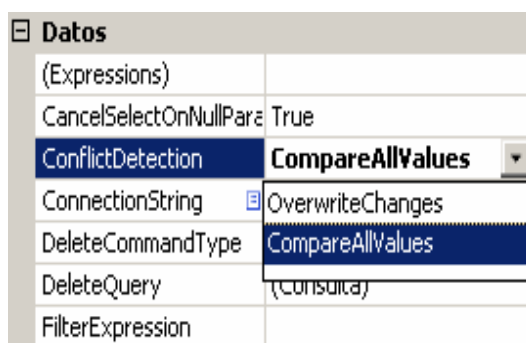 Datos
(Expressions)
CancelSelectOnNullPara True
ConflictDetection CompareAllValues
ConnectionString OverwriteChanges
DeleteCommandType CompareAllValues
DeleteQuery (Consulta)
FilterExpression